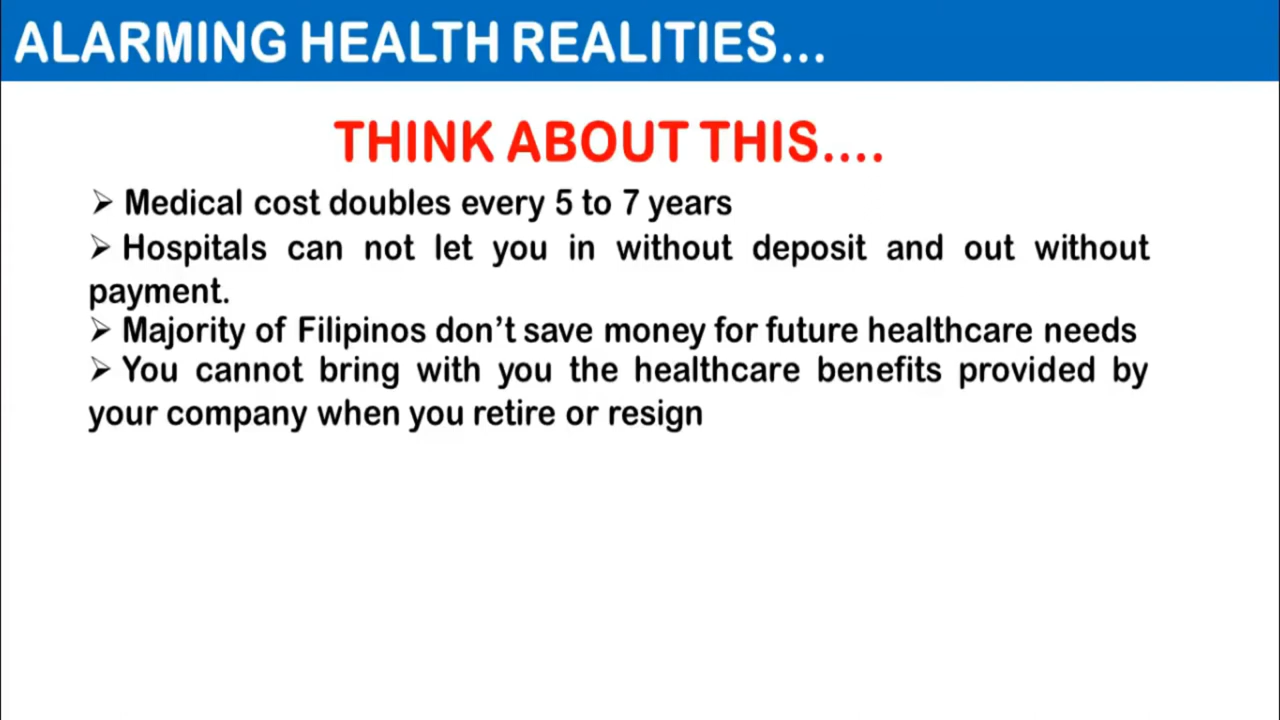 ALARMING HEALTH REALITIES...
THINK ABOUT THIS....
➢ Medical cost doubles every 5 to 7 years
➢ Hospitals can not let you in without deposit and out without
payment.
➢ Majority of Filipinos don't save money for future healthcare needs
➢ You cannot bring with you the healthcare benefits provided by
your company when you retire or resign